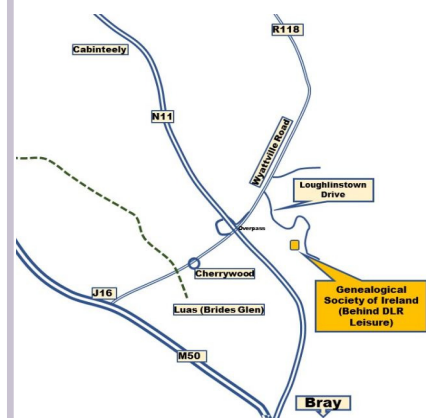 R118
Cabinteely
N11
Wyattville Road
Loughlinstown
Drive
Overpass
Cherrywood
Genealogical
Society of Ireland
(Behind DLR
Leisure)
J16
Luas (Brides Glen)
M50
Bray